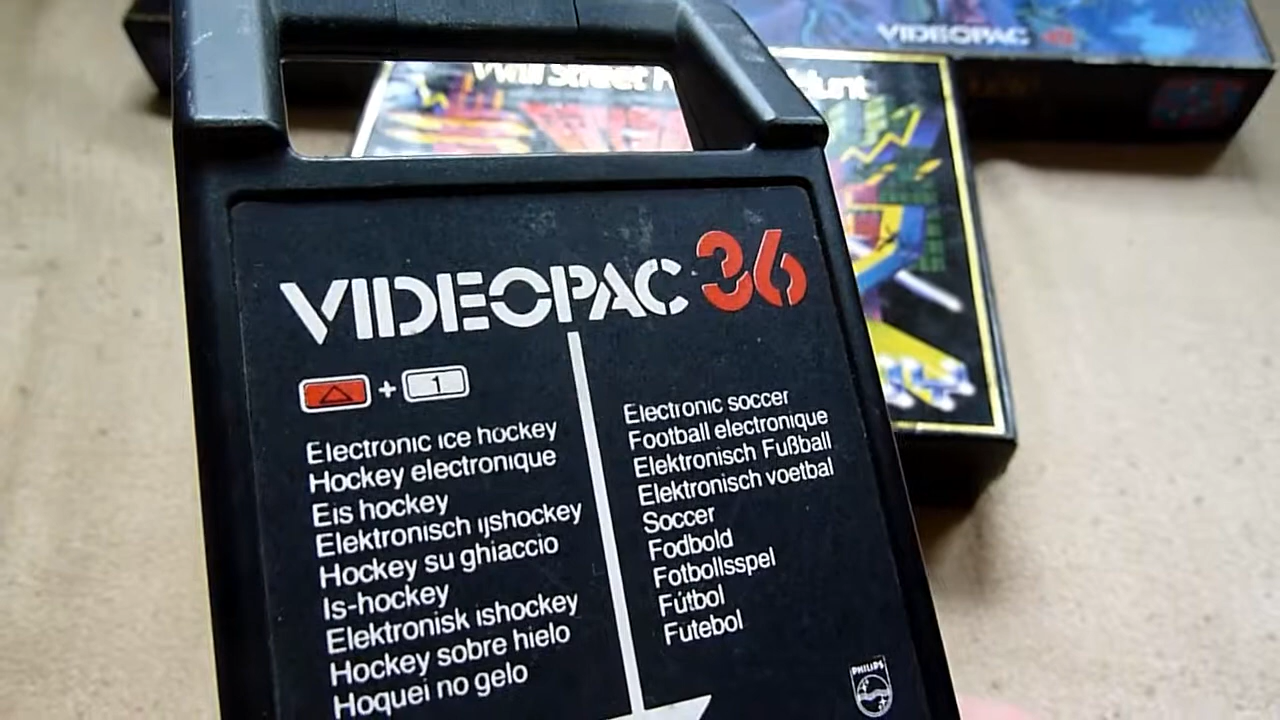 VIDEOPAC
Street
VIDEOPAC 36
+ 1
Electronic ice hockey
Hockey electronique
Eis hockey
Elektronisch ijshockey
Hockey su ghiaccio
Is-hockey
Elektronisk ishockey
Hockey sobre hielo
Hoquei no gelo
Electronic soccer
Football electronique
Elektronisch Fußball
Elektronisch voetbal
Soccer
Fodbold
Fotbollsspel
Fútbol
Futebol
PHILIPS